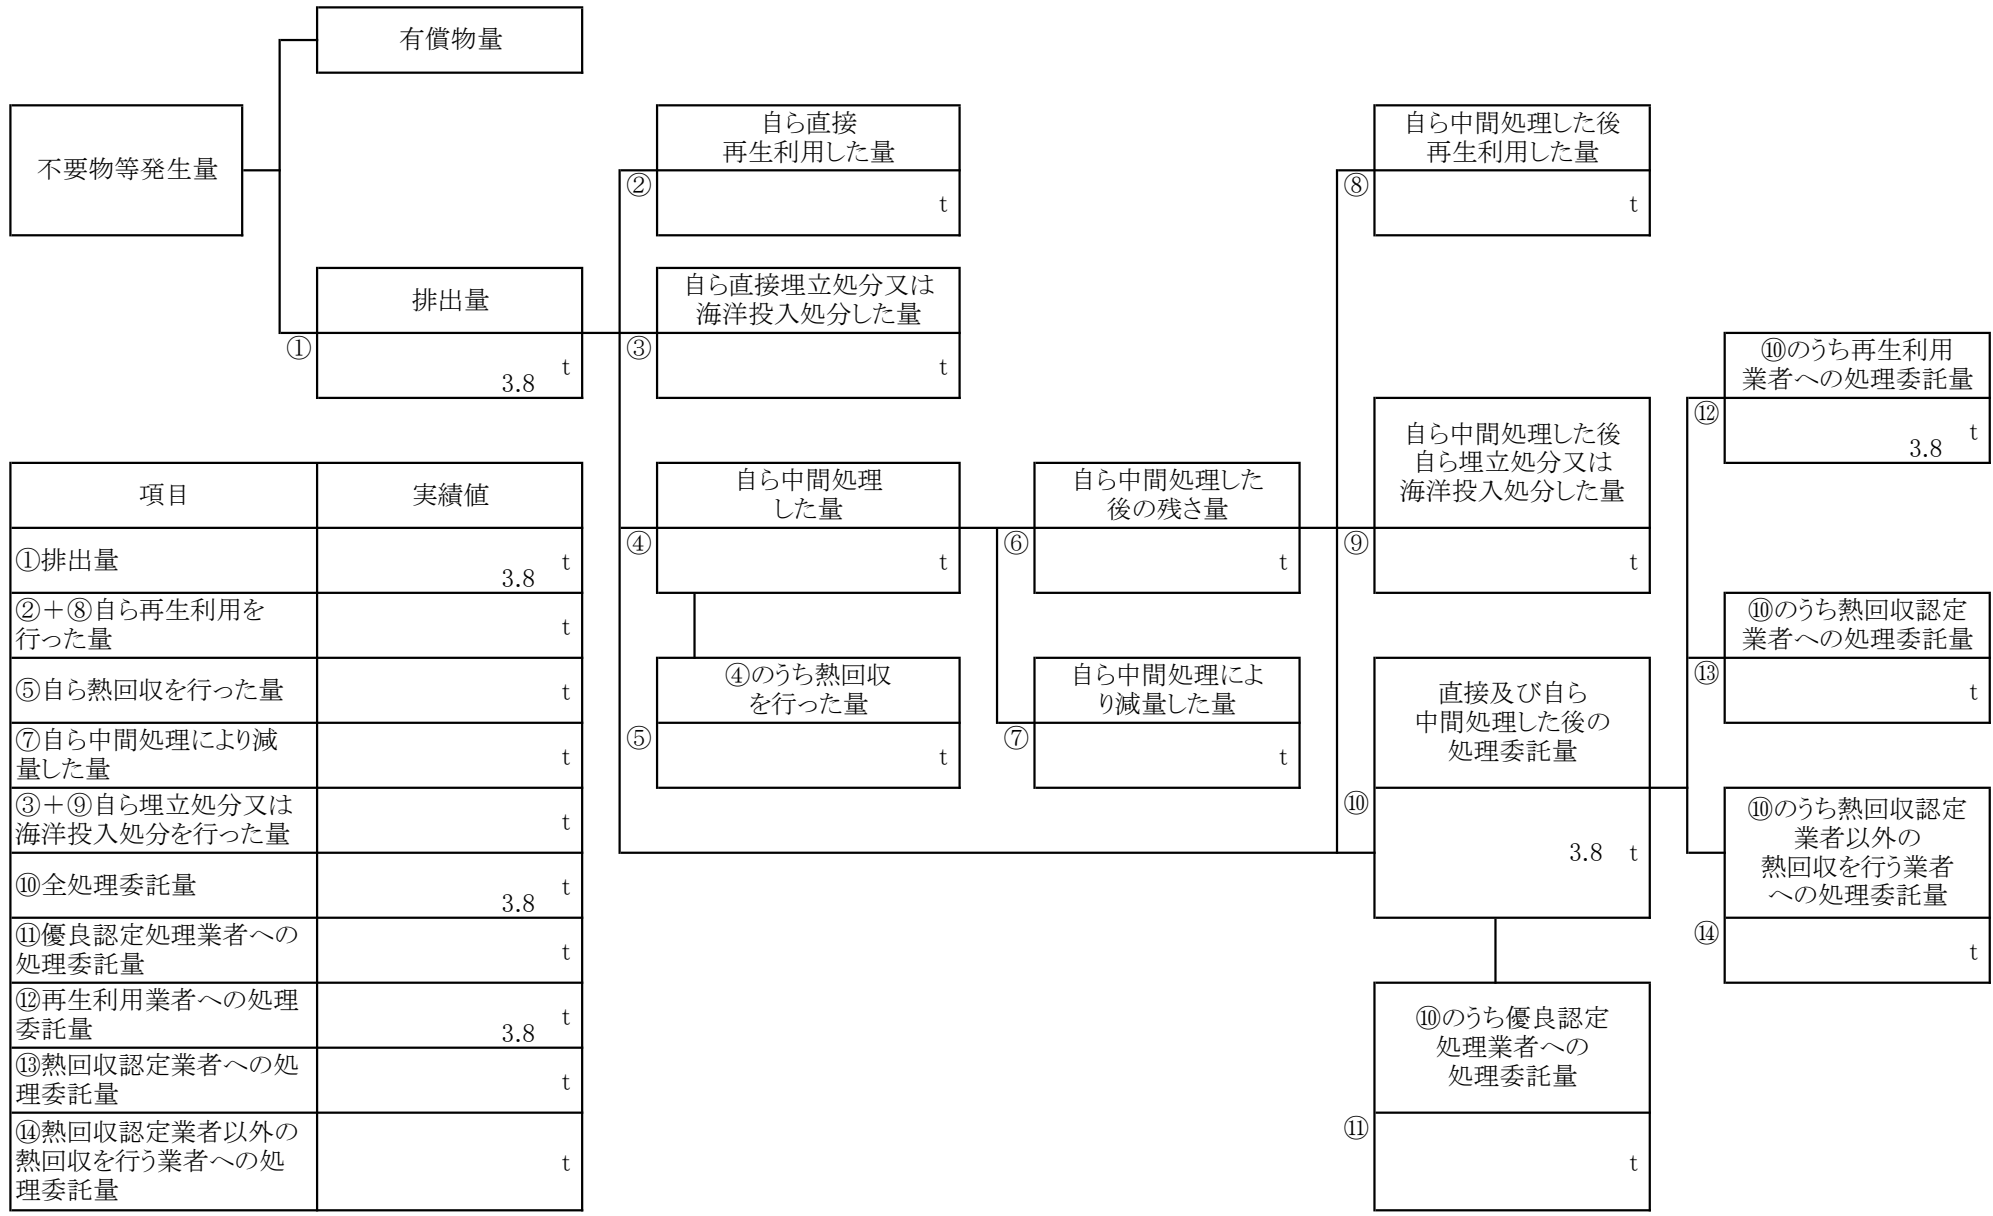 有償物量
不要物等発生量
排出量
①
3.8 t
自ら直接
再生利用した量
②
t
自ら直接埋立処分又は
海洋投入処分した量
③
t
自ら中間処理
した量
④
t
④のうち熱回収
を行った量
⑤
t
自ら中間処理した
後の残さ量
⑥
t
自ら中間処理によ
り減量した量
⑦
t
自ら中間処理した後
再生利用した量
⑧
t
自ら中間処理した後
自ら埋立処分又は
海洋投入処分した量
⑨
t
直接及び自ら
中間処理した後の
処理委託量
⑩
3.8 t
⑩のうち優良認定
処理業者への
処理委託量
⑪
t
⑩のうち再生利用
業者への処理委託量
⑫
3.8 t
⑩のうち熱回収認定
業者への処理委託量
⑬
t
⑩のうち熱回収認定
業者以外の
熱回収を行う業者
への処理委託量
⑭
t
項目 実績値
①排出量 3.8 t
②＋⑧自ら再生利用を
行った量 t
⑤自ら熱回収を行った量 t
⑦自ら中間処理により減
量した量 t
③＋⑨自ら埋立処分又は
海洋投入処分を行った量 t
⑩全処理委託量 3.8 t
⑪優良認定処理業者への
処理委託量 t
⑫再生利用業者への処理
委託量 3.8 t
⑬熱回収認定業者への処
理委託量 t
⑭熱回収認定業者以外の
熱回収を行う業者への処
理委託量 t